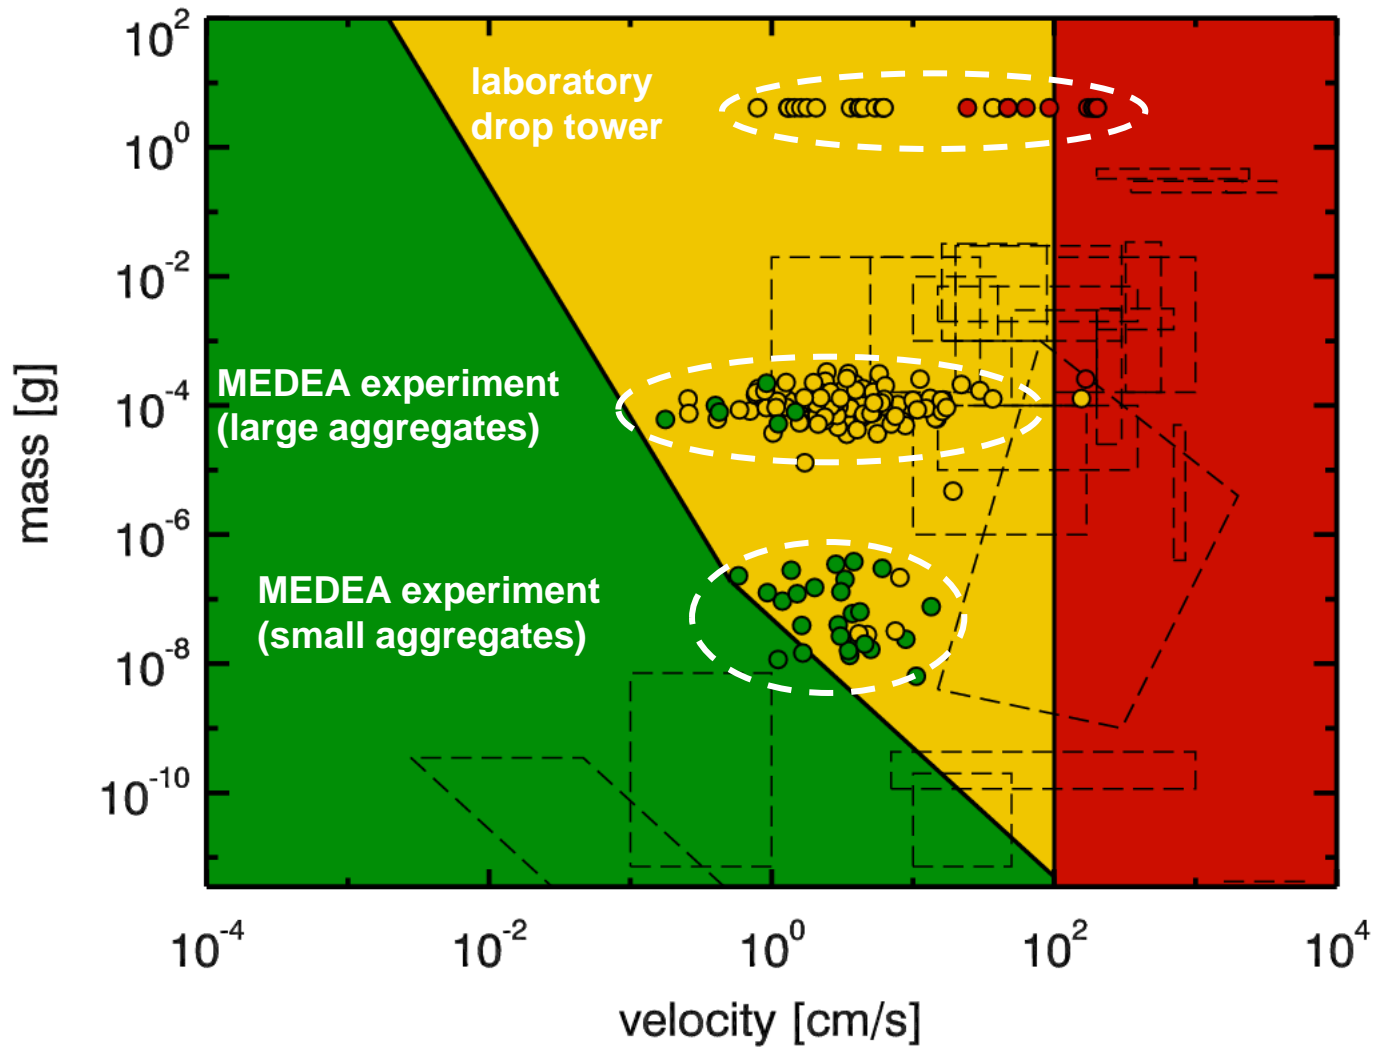 10^2
10^0
10^-2
10^-4
10^-6
10^-8
10^-10
mass [g]
laboratory
drop tower
MEDEA experiment
(large aggregates)
MEDEA experiment
(small aggregates)
10^-4
10^-2
10^0
10^2
10^4
velocity [cm/s]